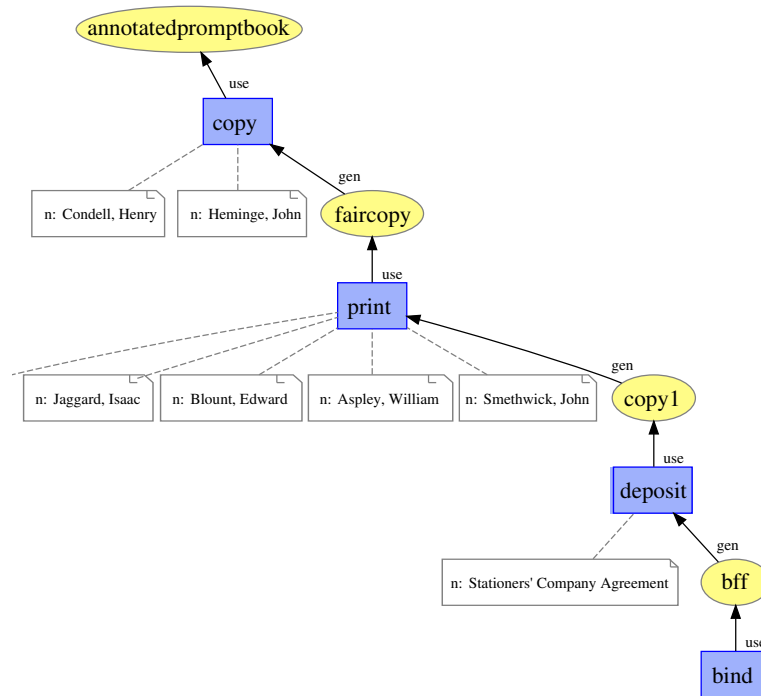 annotatedpromptbook
use
copy
gen
n: Condell, Henry
n: Heminge, John
faircopy
use
print
gen
n: Jaggard, Isaac
n: Blount, Edward
n: Aspley, William
n: Smethwick, John
copy1
use
deposit
gen
n: Stationers' Company Agreement
bff
use
bind